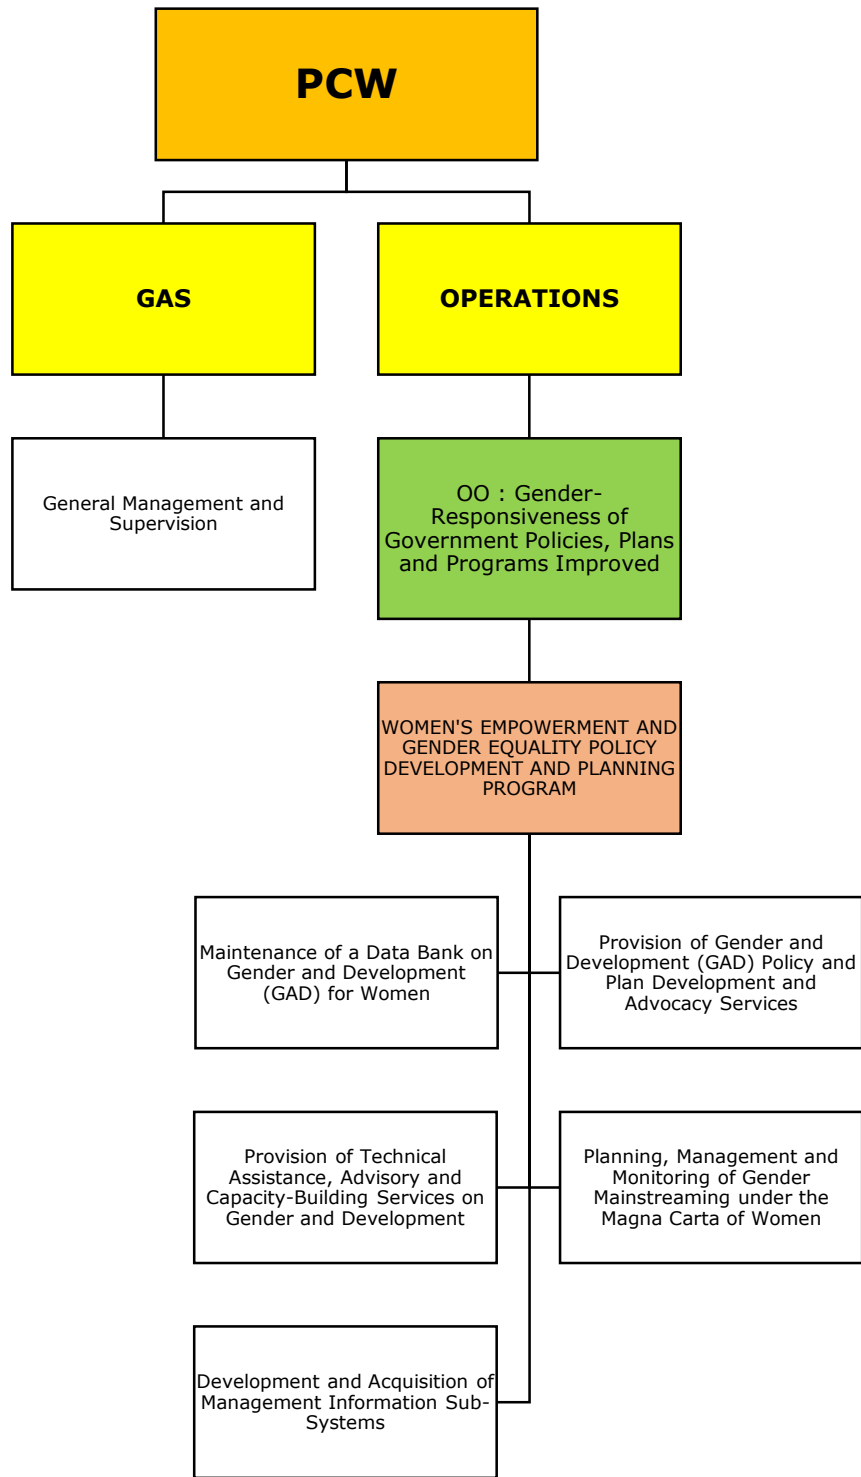 PCW
GAS
OPERATIONS
General Management and
Supervision
OO : Gender-
Responsiveness of
Government Policies, Plans
and Programs Improved
WOMEN'S EMPOWERMENT AND
GENDER EQUALITY POLICY
DEVELOPMENT AND PLANNING
PROGRAM
Maintenance of a Data Bank on
Gender and Development
(GAD) for Women
Provision of Gender and
Development (GAD) Policy and
Plan Development and
Advocacy Services
Provision of Technical
Assistance, Advisory and
Capacity-Building Services on
Gender and Development
Planning, Management and
Monitoring of Gender
Mainstreaming under the
Magna Carta of Women
Development and Acquisition of
Management Information Sub-
Systems